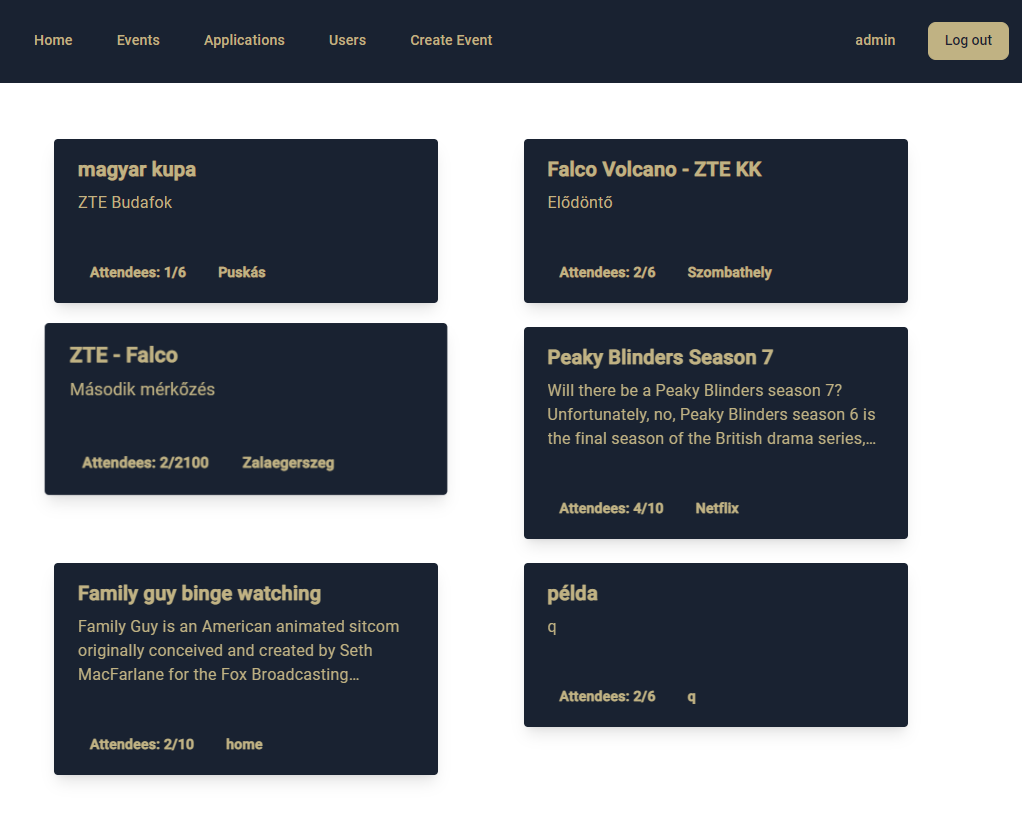 Home Events Applications Users Create Event admin Log out
magyar kupa
ZTE Budafok
Attendees: 1/6 Puskás
Falco Volcano - ZTE KK
Elődöntő
Attendees: 2/6 Szombathely
ZTE - Falco
Második mérkőzés
Attendees: 2/2100 Zalaegerszeg
Peaky Blinders Season 7
Will there be a Peaky Blinders season 7?
Unfortunately, no, Peaky Blinders season 6 is
the final season of the British drama series,...
Attendees: 4/10 Netflix
Family guy binge watching
Family Guy is an American animated sitcom
originally conceived and created by Seth
MacFarlane for the Fox Broadcasting...
Attendees: 2/10 home
példa
q
Attendees: 2/6 q